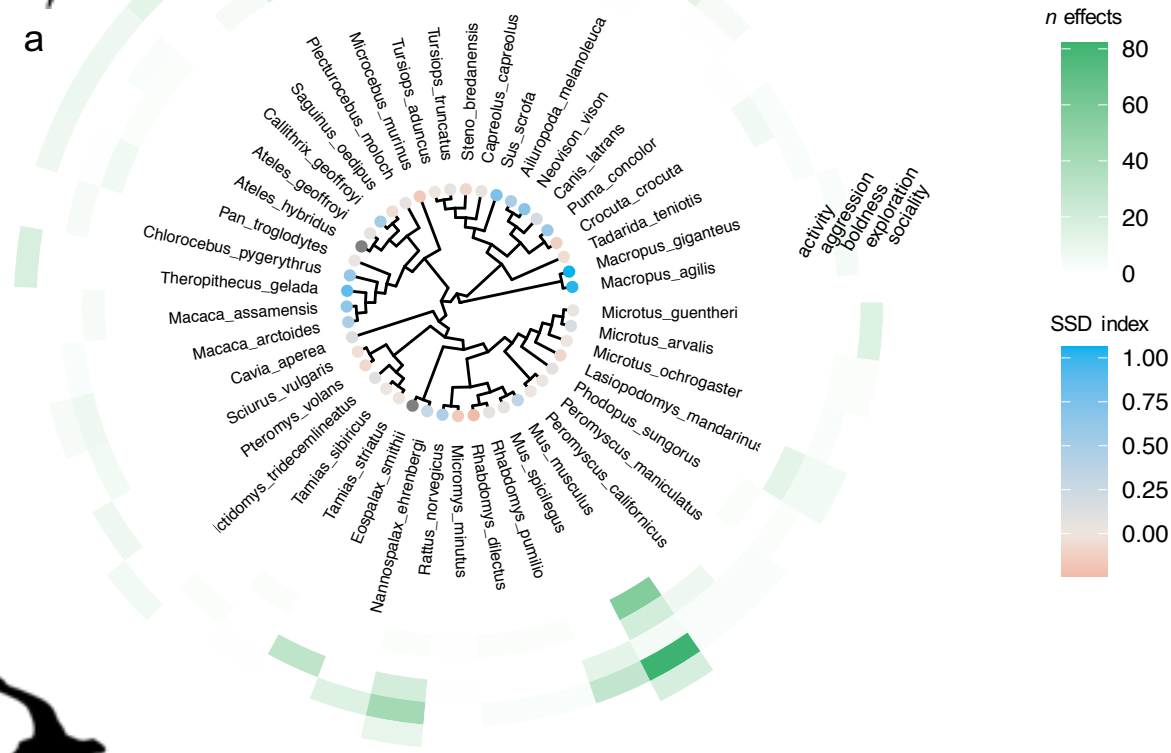 a
Plecturocebus_moloch
Microcebus_murinus
Tursiops_aduncus
Tursiops_truncatus
Steno_bredanensis
Capreolus_capreolus
Sus_scrofa
Ailuropoda_melanoleuca
Neovison_vison
Canis_latrans
Puma_concolor
Crocuta_crocuta
Tadarida_teniotis
Macropus_giganteus
Macropus_agilis
Microtus_guentheri
Microtus_arvalis
Microtus_ochrogaster
Lasiopodomys_mandarinus
Phodopus_sungorus
Peromyscus_maniculatus
Peromyscus_californicus
Mus_musculus
Mus_spicilegus
Rhabdomys_pumilio
Rhabdomys_dilectus
Micromys_minutus
Rattus_norvegicus
Nannospalax_ehrenbergi
Eospalax_smithii
Tamias_striatus
Tamias_sibiricus
Ictidomys_tridecemlineatus
Pteromys_volans
Sciurus_vulgaris
Cavia_aperea
Macaca_arctoides
Macaca_assamensis
Theropithecus_gelada
Chlorocebus_pygerythrus
Pan_troglodytes
Ateles_hybridus
Ateles_geoffroyi
Callithrix_geoffroyi
Saguinus_oedipus
activity
aggression
boldness
exploration
sociality
n effects
80
60
40
20
0
SSD index
1.00
0.75
0.50
0.25
0.00